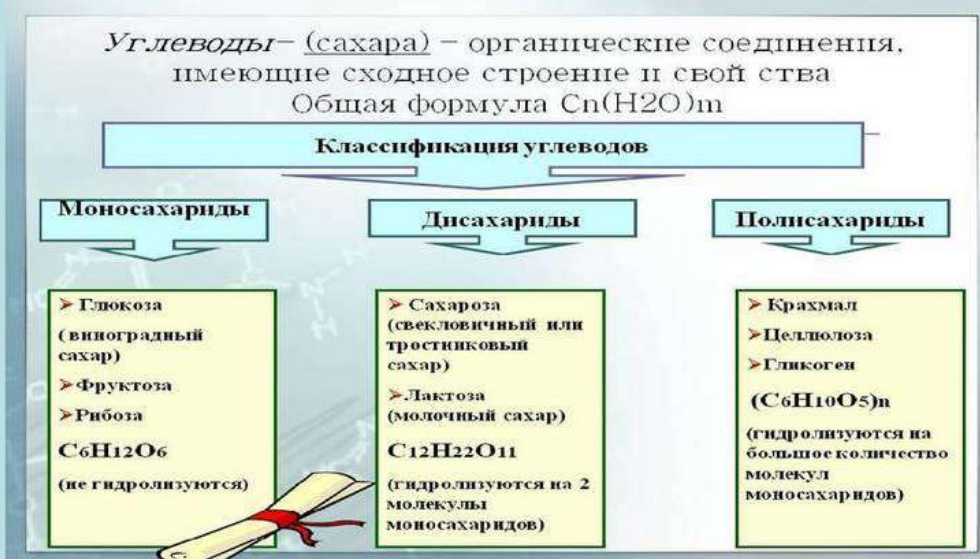 Углеводы– (сахара) – органические соединения,
имеющие сходное строение и свой ства
Общая формула Cn(H2O)m
Классификация углеводов
Моносахариды
Дисахариды
Полисахариды
➢ Глюкоза
(виноградный
сахар)
➢Фруктоза
➢Рибоза
C6H12O6
(не гидролизуются)
➢ Сахароза
(свекловичный или
тростниковый
сахар)
➢Лактоза
(молочный сахар)
C12H22O11
(гидролизуются на 2
молекулы
моносахаридов)
➢ Крахмал
➢Целлюлоза
➢Гликоген
(C6H10O5)n
(гидролизуются на
большое количество
молекул
моносахаридов)